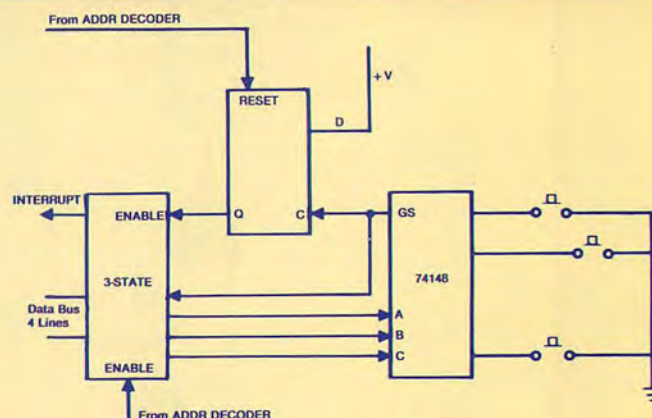 From ADDR DECODER
+V
RESET
D
INTERRUPT
ENABLE
Q
C
GS
74148
3-STATE
Data Bus
4 Lines
A
B
C
ENABLE
From ADDR DECODER